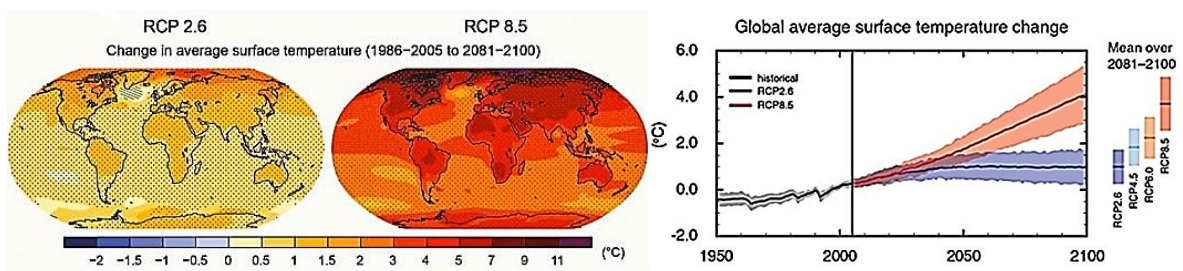 RCP 2.6
RCP 8.5
Change in average surface temperature (1986−2005 to 2081−2100)
−2 −1.5 −1 −0.5 0 0.5 1 1.5 2 3 4 5 7 9 11 (°C)
Global average surface temperature change
6.0
4.0
2.0
0.0
−2.0
(°C)
historical
RCP2.6
RCP8.5
1950 2000 2050 2100
Mean over
2081−2100
RCP2.6
RCP4.5
RCP6.0
RCP8.5